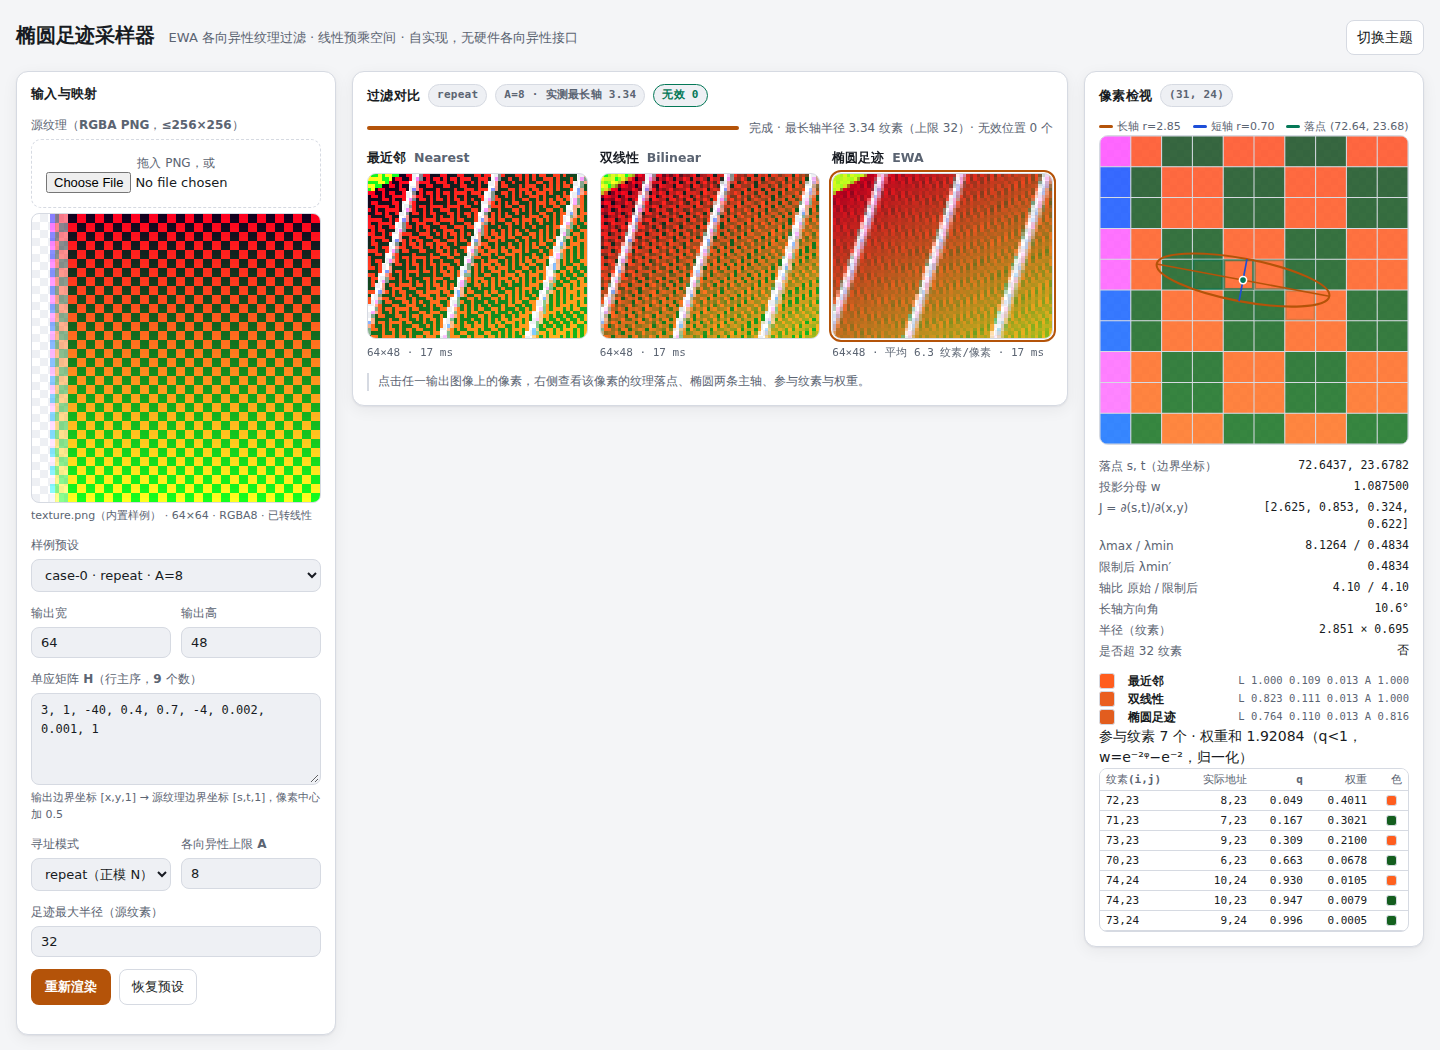 椭圆足迹采样器 EWA 各向异性纹理过滤 · 线性预乘空间 · 自实现，无硬件各向异性接口
切换主题
输入与映射
源纹理（RGBA PNG，≤256×256）
拖入 PNG，或
Choose File No file chosen
texture.png（内置样例） · 64×64 · RGBA8 · 已转线性
样例预设
case-0 · repeat · A=8
输出宽 输出高
64 48
单应矩阵 H（行主序，9 个数）
3, 1, -40, 0.4, 0.7, -4, 0.002,
0.001, 1
输出边界坐标 [x,y,1] → 源纹理边界坐标 [s,t,1]，像素中心
加 0.5
寻址模式 各向异性上限 A
repeat（正模 N） 8
足迹最大半径（源纹素）
32
重新渲染 恢复预设
过滤对比 repeat A=8 · 实测最长轴 3.34 无效 0
完成 · 最长轴半径 3.34 纹素（上限 32）· 无效位置 0 个
最近邻 Nearest 双线性 Bilinear 椭圆足迹 EWA
64×48 · 17 ms 64×48 · 17 ms 64×48 · 平均 6.3 纹素/像素 · 17 ms
点击任一输出图像上的像素，右侧查看该像素的纹理落点、椭圆两条主轴、参与纹素与权重。
像素检视 (31, 24)
长轴 r=2.85 短轴 r=0.70 落点 (72.64, 23.68)
落点 s, t（边界坐标） 72.6437, 23.6782
投影分母 w 1.087500
J = ∂(s,t)/∂(x,y) [2.625, 0.853, 0.324,
0.622]
λmax / λmin 8.1264 / 0.4834
限制后 λmin′ 0.4834
轴比 原始 / 限制后 4.10 / 4.10
长轴方向角 10.6°
半径（纹素） 2.851 × 0.695
是否超 32 纹素 否
最近邻 L 1.000 0.109 0.013 A 1.000
双线性 L 0.823 0.111 0.013 A 1.000
椭圆足迹 L 0.764 0.110 0.013 A 0.816
参与纹素 7 个 · 权重和 1.92084（q<1，
w=e⁻²ᵠ−e⁻²，归一化）
纹素(i,j) 实际地址 q 权重 色
72,23 8,23 0.049 0.4011
71,23 7,23 0.167 0.3021
73,23 9,23 0.309 0.2100
70,23 6,23 0.663 0.0678
74,24 10,24 0.930 0.0105
74,23 10,23 0.947 0.0079
73,24 9,24 0.996 0.0005